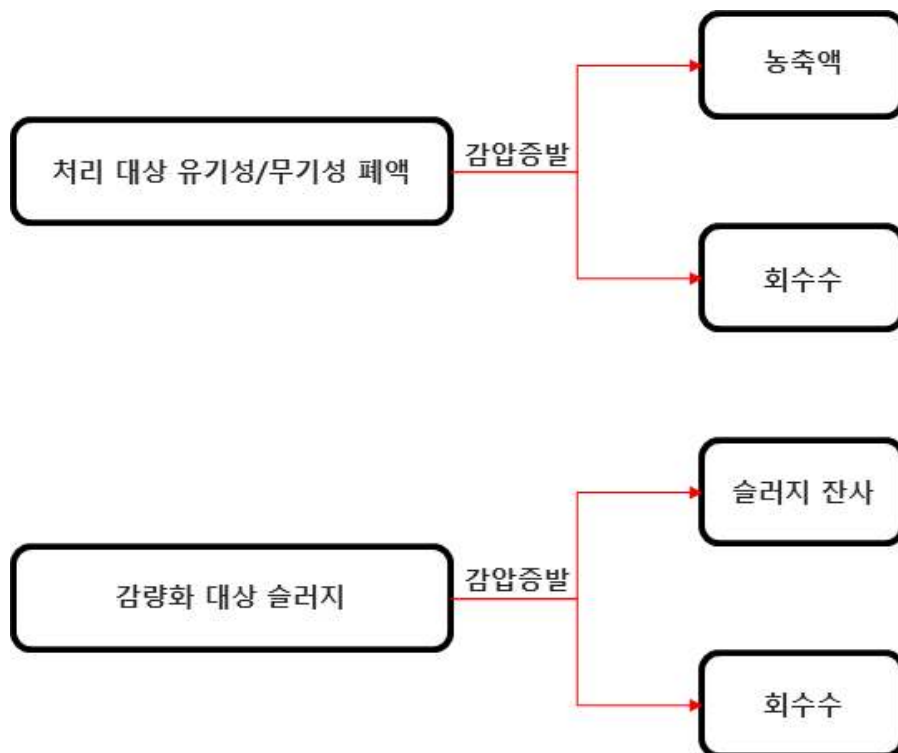 농축액
처리 대상 유기성/무기성 폐액
감압증발
회수수
슬러지 잔사
감량화 대상 슬러지
감압증발
회수수